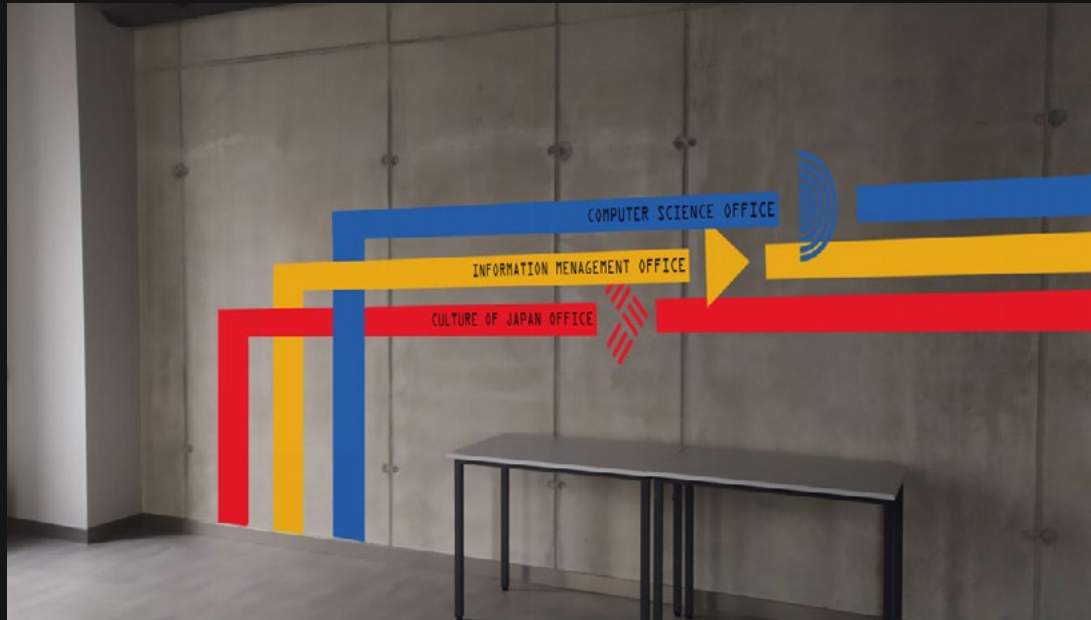 COMPUTER SCIENCE OFFICE
INFORMATION MENAGEMENT OFFICE
CULTURE OF JAPAN OFFICE